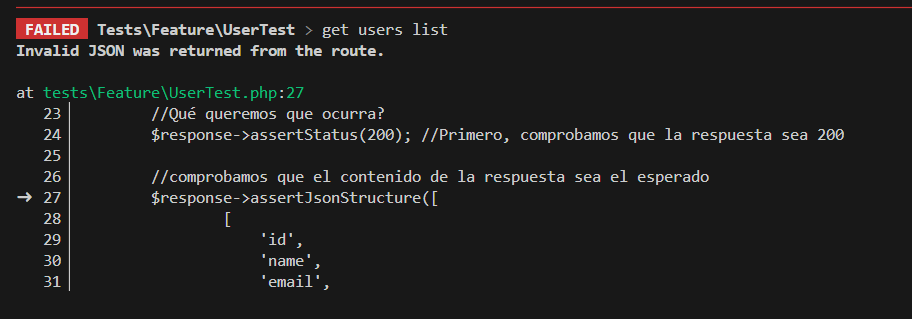 FAILED Tests\Feature\UserTest > get users list
Invalid JSON was returned from the route.
at tests\Feature\UserTest.php:27
23 //Qué queremos que ocurra?
24 $response->assertStatus(200); //Primero, comprobamos que la respuesta sea 200
25
26 //comprobamos que el contenido de la respuesta sea el esperado
➜ 27 $response->assertJsonStructure([
28 [
29 'id',
30 'name',
31 'email',